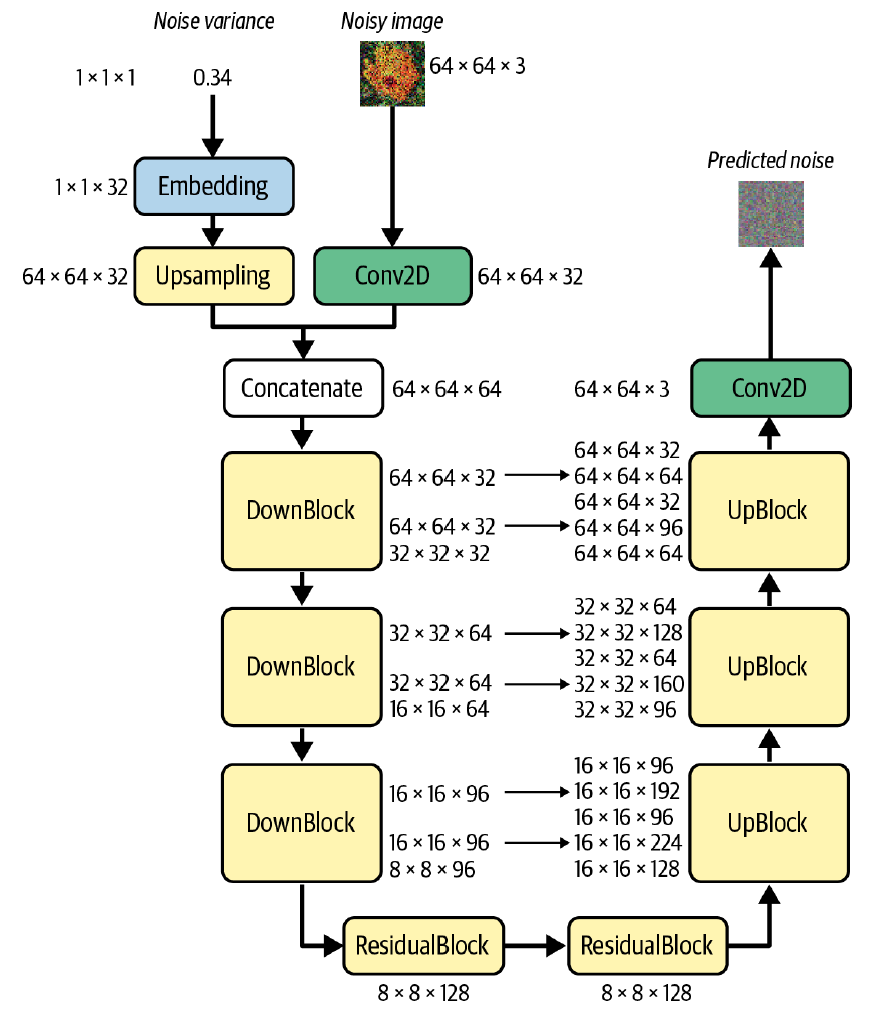 Noise variance
Noisy image
1 × 1 × 1
0.34
64 × 64 × 3
1 × 1 × 32
Embedding
64 × 64 × 32
Upsampling
Conv2D
64 × 64 × 32
Concatenate
64 × 64 × 64
DownBlock
64 × 64 × 32
64 × 64 × 32
32 × 32 × 32
DownBlock
32 × 32 × 64
32 × 32 × 64
16 × 16 × 64
DownBlock
16 × 16 × 96
16 × 16 × 96
8 × 8 × 96
ResidualBlock
8 × 8 × 128
ResidualBlock
8 × 8 × 128
16 × 16 × 96
16 × 16 × 192
16 × 16 × 96
16 × 16 × 224
16 × 16 × 128
UpBlock
32 × 32 × 64
32 × 32 × 128
32 × 32 × 64
32 × 32 × 160
32 × 32 × 96
UpBlock
64 × 64 × 32
64 × 64 × 64
64 × 64 × 32
64 × 64 × 96
64 × 64 × 64
UpBlock
64 × 64 × 3
Conv2D
Predicted noise